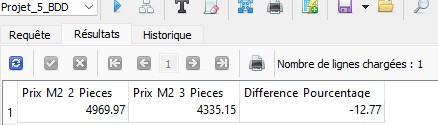 Projet_5_BDD
Requête Résultats Historique
1 Nombre de lignes chargées : 1
Prix M2 2 Pieces Prix M2 3 Pieces Difference Pourcentage
1 4969.97 4335.15 -12.77